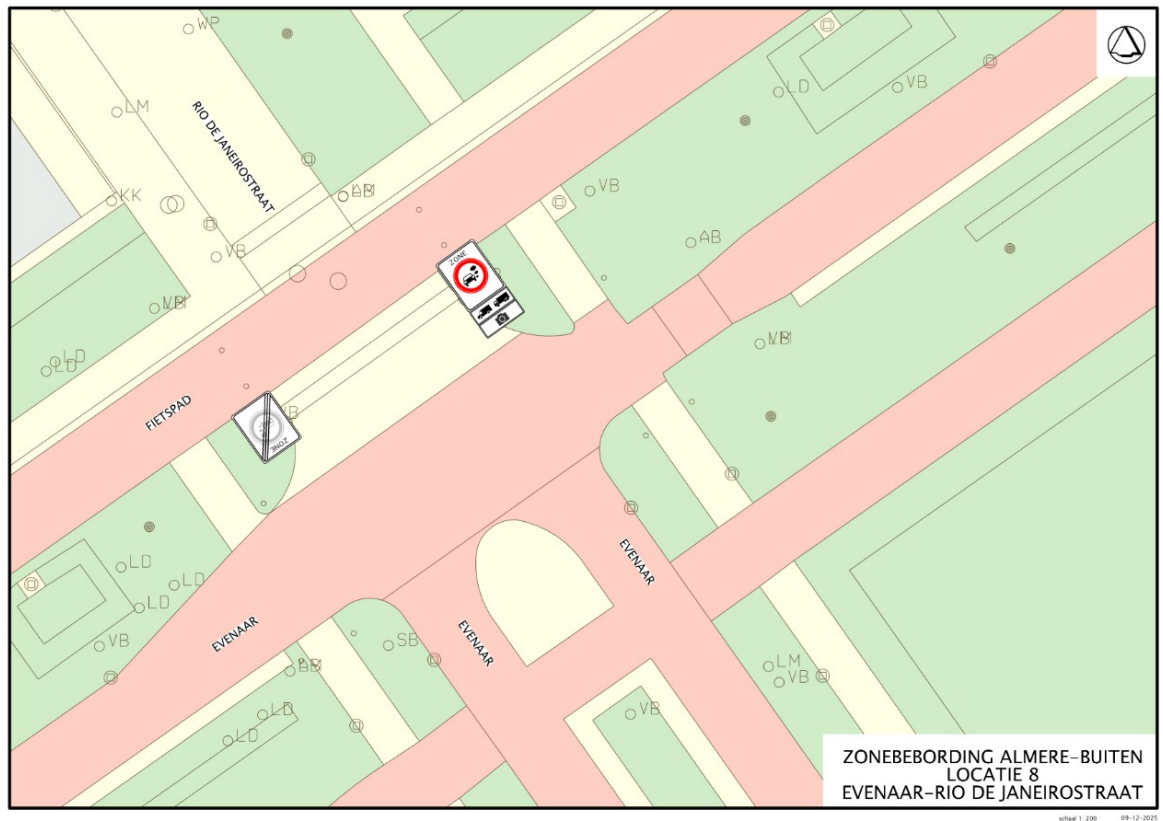 WP
LM
LD
VB
RIO DE JANEIROSTRAAT
KK
VB
AB
VB
ZONE
LD
LD
VB
FIETSPAD
VB
ZONE
LD
LD
LD
VB
EVENAAR
EVENAAR
EVENAAR
SB
LD
LD
LM
VB
VB
ZONEBEBORDING ALMERE-BUITEN
LOCATIE 8
EVENAAR-RIO DE JANEIROSTRAAT
schaal 1: 200 09-12-2025